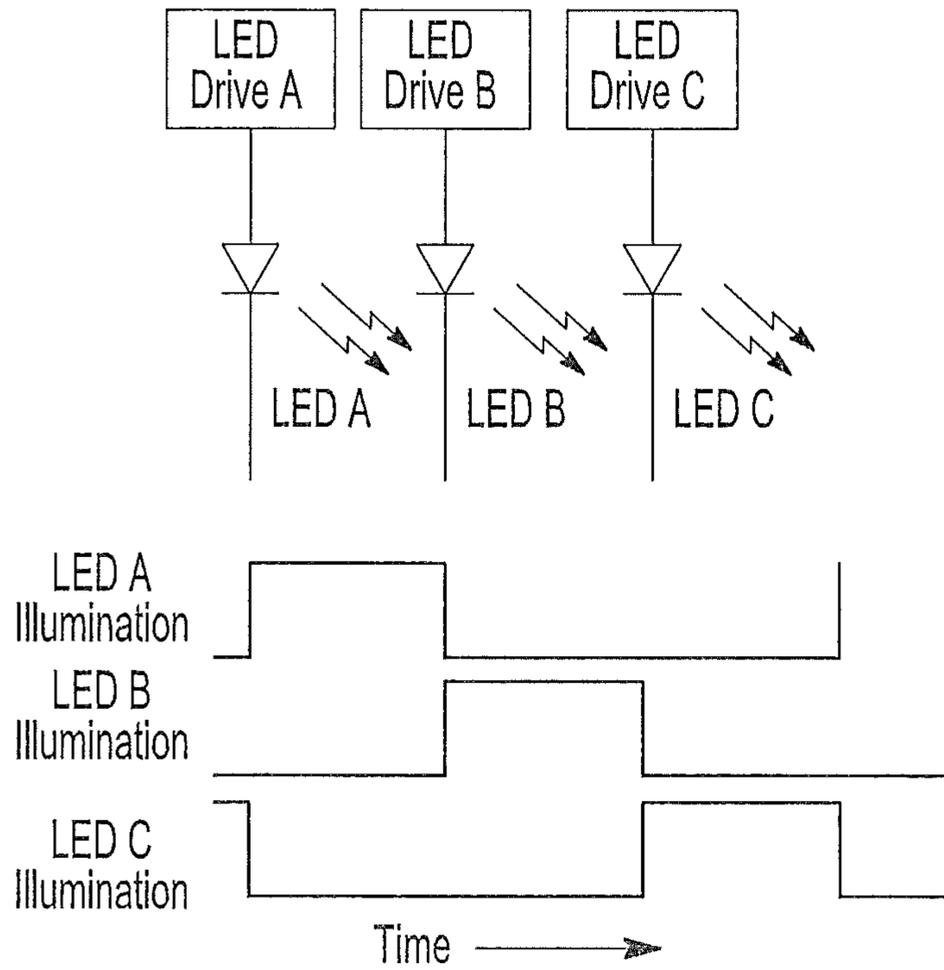 LED
Drive A
LED
Drive B
LED
Drive C
LED A
LED B
LED C
LED A
Illumination
LED B
Illumination
LED C
Illumination
Time